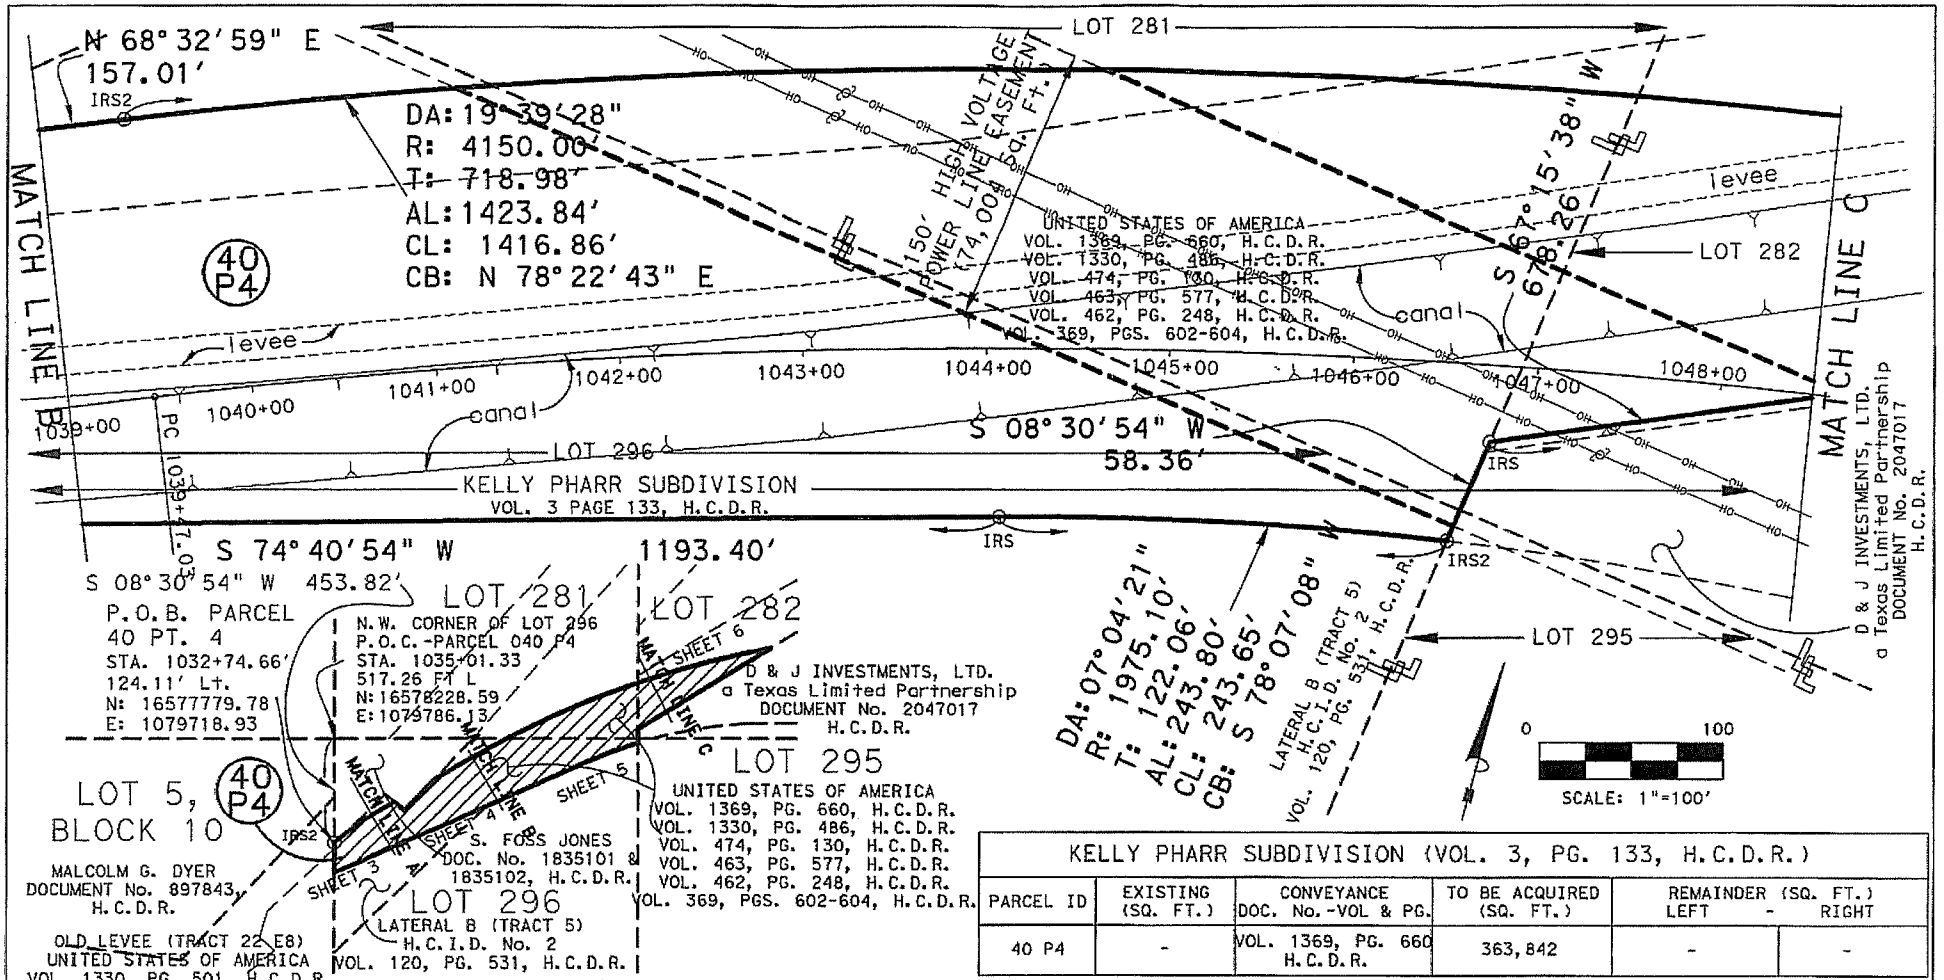 LOT 281
N 68°32'59" E
157.01'
IRS2
DA: 19°39'28"
R: 4150.00'
T: 718.98'
AL: 1423.84'
CL: 1416.86'
CB: N 78°22'43" E
MATCH LINE B
40
P4
150' HIGH VOLTAGE
POWER LINE EASEMENT
(74,004 Sq. Ft.)
UNITED STATES OF AMERICA
VOL. 1369, PG. 660, H.C.D.R.
VOL. 1330, PG. 486, H.C.D.R.
VOL. 474, PG. 130, H.C.D.R.
VOL. 463, PG. 577, H.C.D.R.
VOL. 462, PG. 248, H.C.D.R.
VOL. 369, PGS. 602-604, H.C.D.R.
S 67°15'38" W
678.26'
levee
LOT 282
MATCH LINE C
canal
levee
1039+00
1040+00
1041+00
1042+00
1043+00
1044+00
1045+00
1046+00
1047+00
1048+00
canal
PC 1039+47.03
LOT 296
S 08°30'54" W
58.36'
IRS
KELLY PHARR SUBDIVISION
VOL. 3 PAGE 133, H.C.D.R.
IRS
IRS2
D & J INVESTMENTS, LTD.
a Texas Limited Partnership
DOCUMENT No. 2047017
H.C.D.R.
S 74°40'54" W
1193.40'
DA: 07°04'21"
R: 1975.10'
T: 122.06'
AL: 243.80'
CL: 243.65'
CB: S 78°07'08" W
LATERAL B (TRACT 5)
H.C.I.D. No. 2
VOL. 120, PG. 531, H.C.D.R.
LOT 295
S 08°30'54" W 453.82'
P.O.B. PARCEL
40 PT. 4
STA. 1032+74.66'
124.11' Lt.
N: 16577779.78
E: 1079718.93
LOT 281
N.W. CORNER OF LOT 296
P.O.C.-PARCEL 040 P4
STA. 1035+01.33
517.26 FT L
N:16578228.59
E:1079786.13
LOT 282
SHEET 6
MATCH LINE C
D & J INVESTMENTS, LTD.
a Texas Limited Partnership
DOCUMENT No. 2047017
H.C.D.R.
LOT 5,
BLOCK 10
40
P4
IRS2
MATCH LINE A
MATCH LINE B
SHEET 3
SHEET 4
SHEET 5
LOT 295
UNITED STATES OF AMERICA
VOL. 1369, PG. 660, H.C.D.R.
VOL. 1330, PG. 486, H.C.D.R.
VOL. 474, PG. 130, H.C.D.R.
VOL. 463, PG. 577, H.C.D.R.
VOL. 462, PG. 248, H.C.D.R.
VOL. 369, PGS. 602-604, H.C.D.R.
S. FOSS JONES
DOC. No. 1835101 &
1835102, H.C.D.R.
MALCOLM G. DYER
DOCUMENT No. 897843,
H.C.D.R.
LOT 296
LATERAL B (TRACT 5)
H.C.I.D. No. 2
VOL. 120, PG. 531, H.C.D.R.
OLD LEVEE (TRACT 22 E8)
UNITED STATES OF AMERICA
VOL. 1330, PG. 501, H.C.D.R.
0 100
SCALE: 1"=100'
KELLY PHARR SUBDIVISION (VOL. 3, PG. 133, H.C.D.R.)
PARCEL ID
EXISTING
(SQ. FT.)
CONVEYANCE
DOC. No.-VOL & PG.
TO BE ACQUIRED
(SQ. FT.)
REMAINDER (SQ. FT.)
LEFT - RIGHT
40 P4
-
VOL. 1369, PG. 660
H.C.D.R.
363,842
-
-